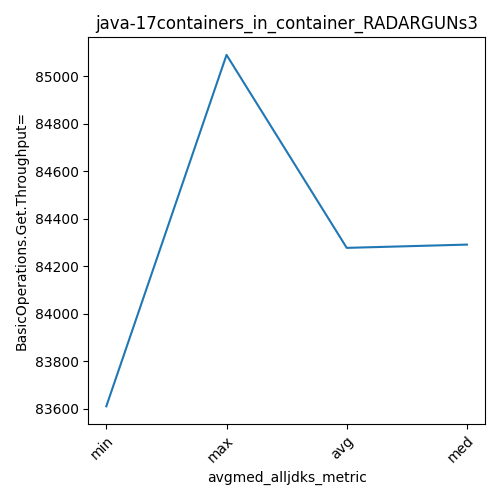 java-17containers_in_container_RADARGUNs3
BasicOperations.Get.Throughput=
85000
84800
84600
84400
84200
84000
83800
83600
min
max
avg
med
avgmed_alljdks_metric